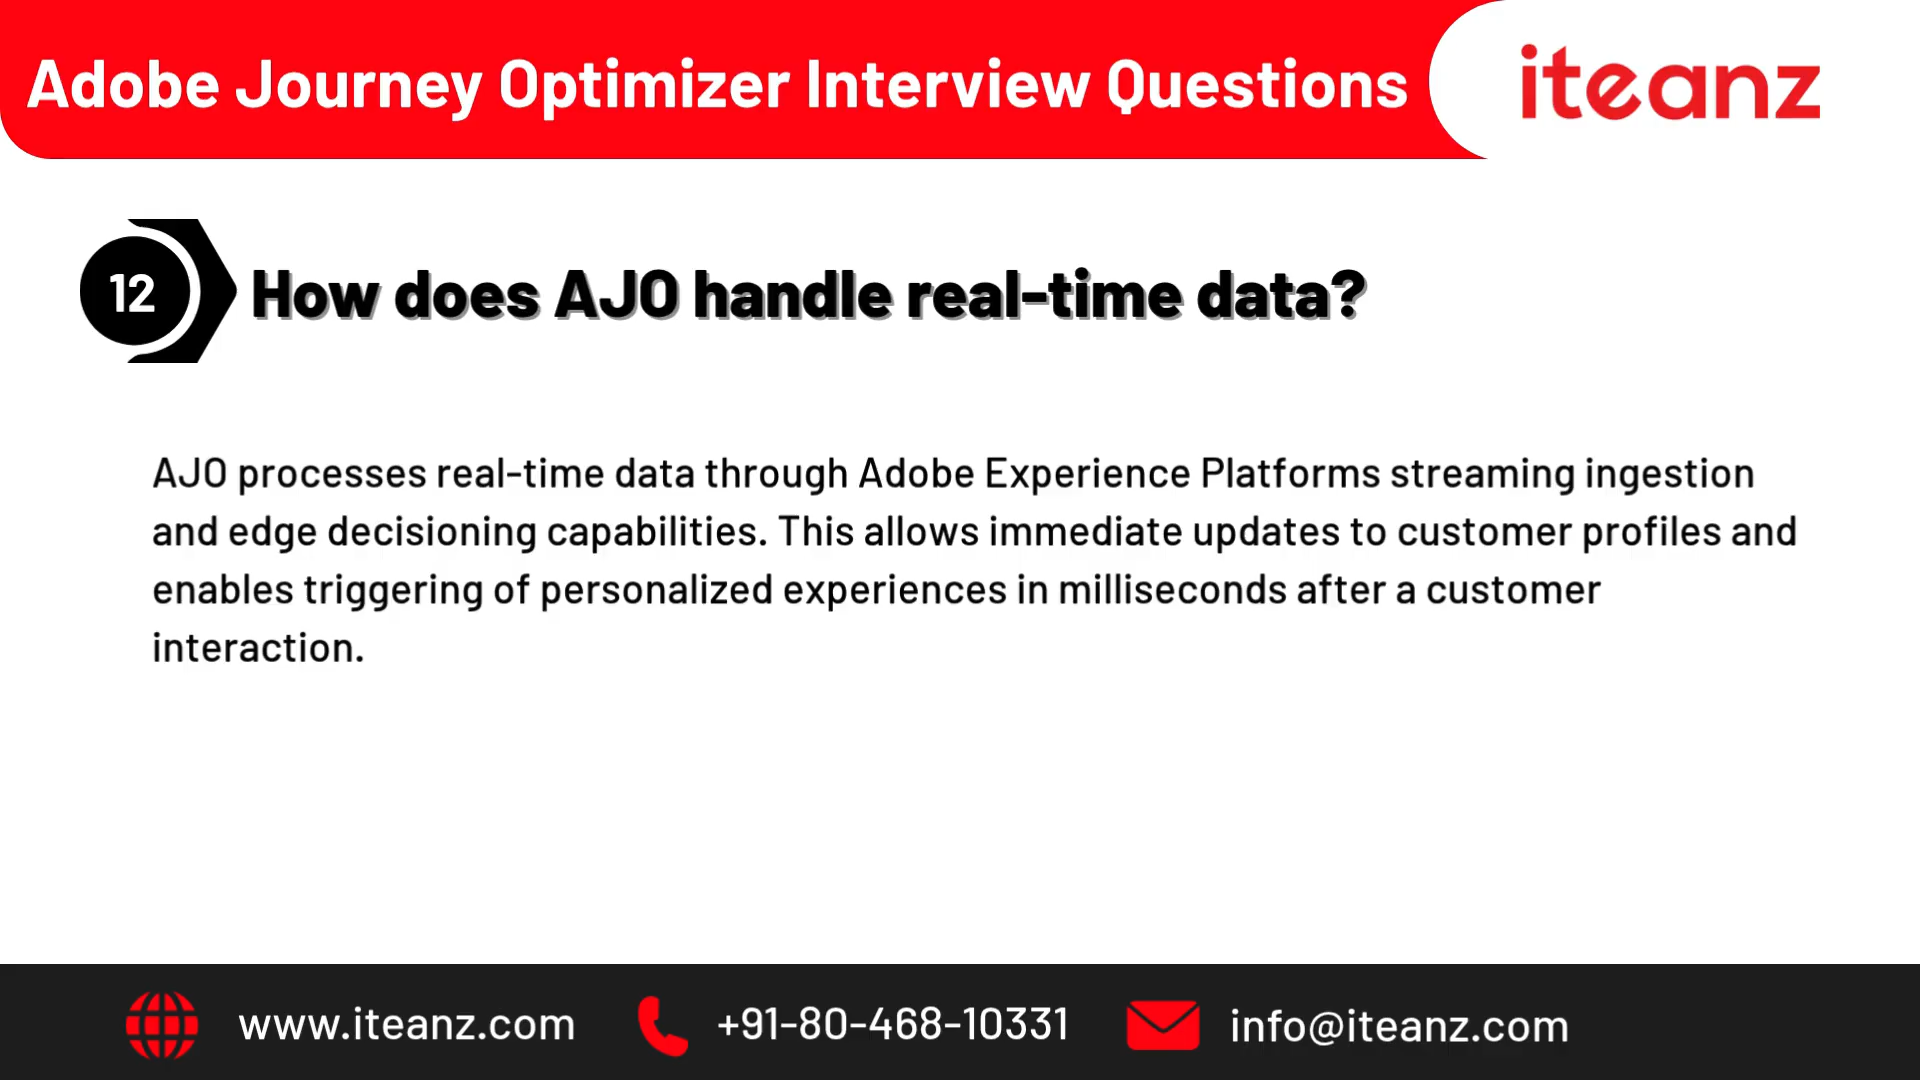 Adobe Journey Optimizer Interview Questions
iteanz
12
How does AJO handle real-time data?
AJO processes real-time data through Adobe Experience Platforms streaming ingestion
and edge decisioning capabilities. This allows immediate updates to customer profiles and
enables triggering of personalized experiences in milliseconds after a customer
interaction.
www.iteanz.com
+91-80-468-10331
info@iteanz.com